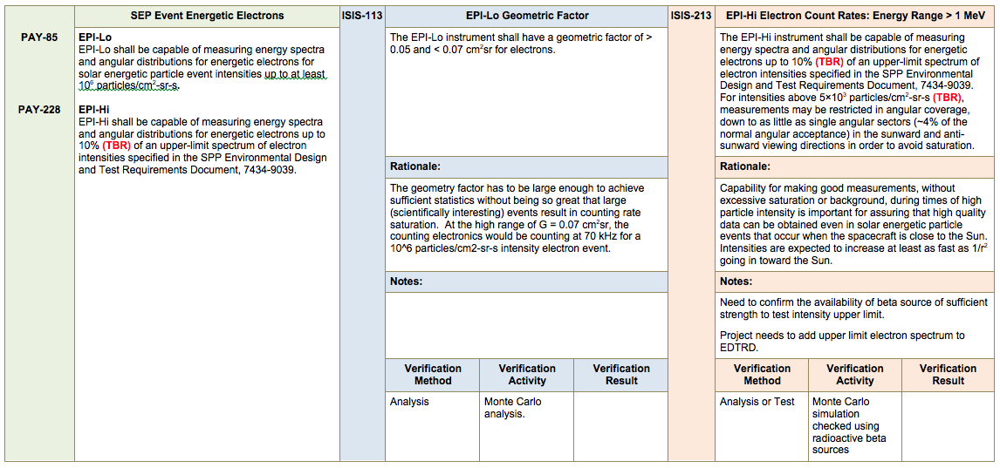 SEP Event Energetic Electrons
ISIS-113
EPI-Lo Geometric Factor
ISIS-213
EPI-Hi Electron Count Rates: Energy Range > 1 MeV
PAY-85
EPI-Lo
EPI-Lo shall be capable of measuring energy spectra
and angular distributions for energetic electrons for
solar energetic particle event intensities up to at least
10⁶ particles/cm²-sr-s.
PAY-228
EPI-Hi
EPI-Hi shall be capable of measuring energy spectra
and angular distributions for energetic electrons up to
10% (TBR) of an upper-limit spectrum of electron
intensities specified in the SPP Environmental Design
and Test Requirements Document, 7434-9039.
The EPI-Lo instrument shall have a geometric factor of >
0.05 and < 0.07 cm²sr for electrons.
Rationale:
The geometry factor has to be large enough to achieve
sufficient statistics without being so great that large
(scientifically interesting) events result in counting rate
saturation.  At the high range of G = 0.07 cm²sr, the
counting electronics would be counting at 70 kHz for a
10^6 particles/cm2-sr-s intensity electron event.
Notes:
Verification
Method
Verification
Activity
Verification
Result
Analysis
Monte Carlo
analysis.
The EPI-Hi instrument shall be capable of measuring
energy spectra and angular distributions for energetic
electrons up to 10% (TBR) of an upper-limit spectrum of
electron intensities specified in the SPP Environmental
Design and Test Requirements Document, 7434-9039.
For intensities above 5×10³ particles/cm²-sr-s (TBR),
measurements may be restricted in angular coverage,
down to as little as single angular sectors (~4% of the
normal angular acceptance) in the sunward and anti-
sunward viewing directions in order to avoid saturation.
Rationale:
Capability for making good measurements, without
excessive saturation or background, during times of high
particle intensity is important for assuring that high quality
data can be obtained even in solar energetic particle
events that occur when the spacecraft is close to the Sun.
Intensities are expected to increase at least as fast as 1/r²
going in toward the Sun.
Notes:
Need to confirm the availability of beta source of sufficient
strength to test intensity upper limit.
Project needs to add upper limit electron spectrum to
EDTRD.
Verification
Method
Verification
Activity
Verification
Result
Analysis or Test
Monte Carlo
simulation
checked using
radioactive beta
sources